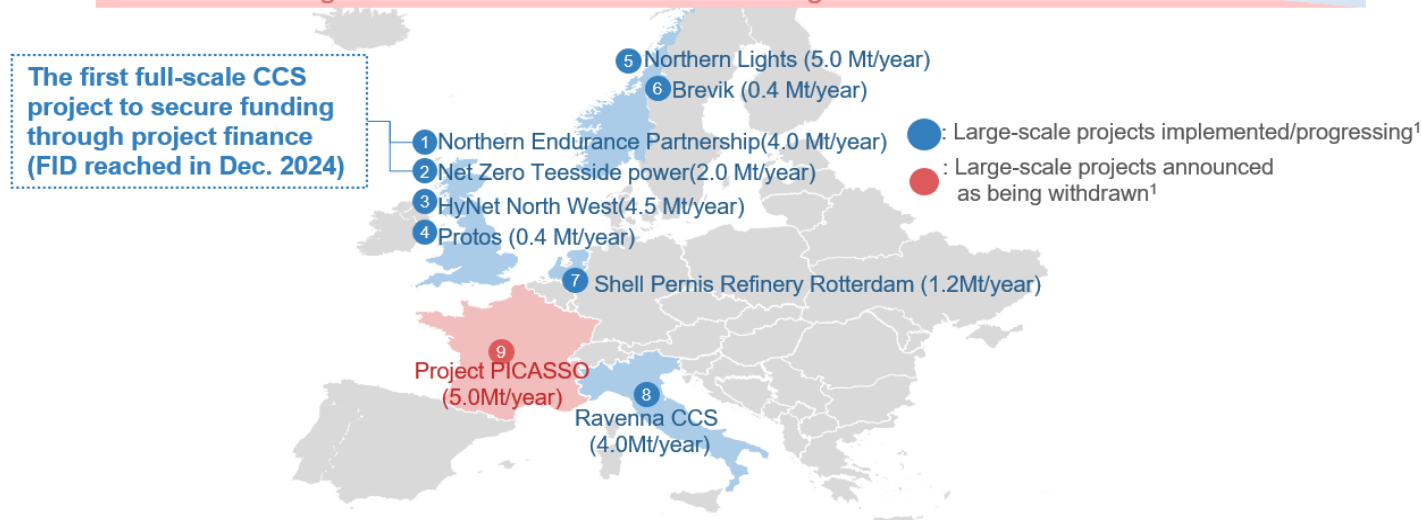 The first full-scale CCS
project to secure funding
through project finance
(FID reached in Dec. 2024)
5 Northern Lights (5.0 Mt/year)
6 Brevik (0.4 Mt/year)
1 Northern Endurance Partnership(4.0 Mt/year)
2 Net Zero Teesside power(2.0 Mt/year)
3 HyNet North West(4.5 Mt/year)
4 Protos (0.4 Mt/year)
: Large-scale projects implemented/progressing¹
: Large-scale projects announced
as being withdrawn¹
7 Shell Pernis Refinery Rotterdam (1.2Mt/year)
9
Project PICASSO
(5.0Mt/year)
8
Ravenna CCS
(4.0Mt/year)